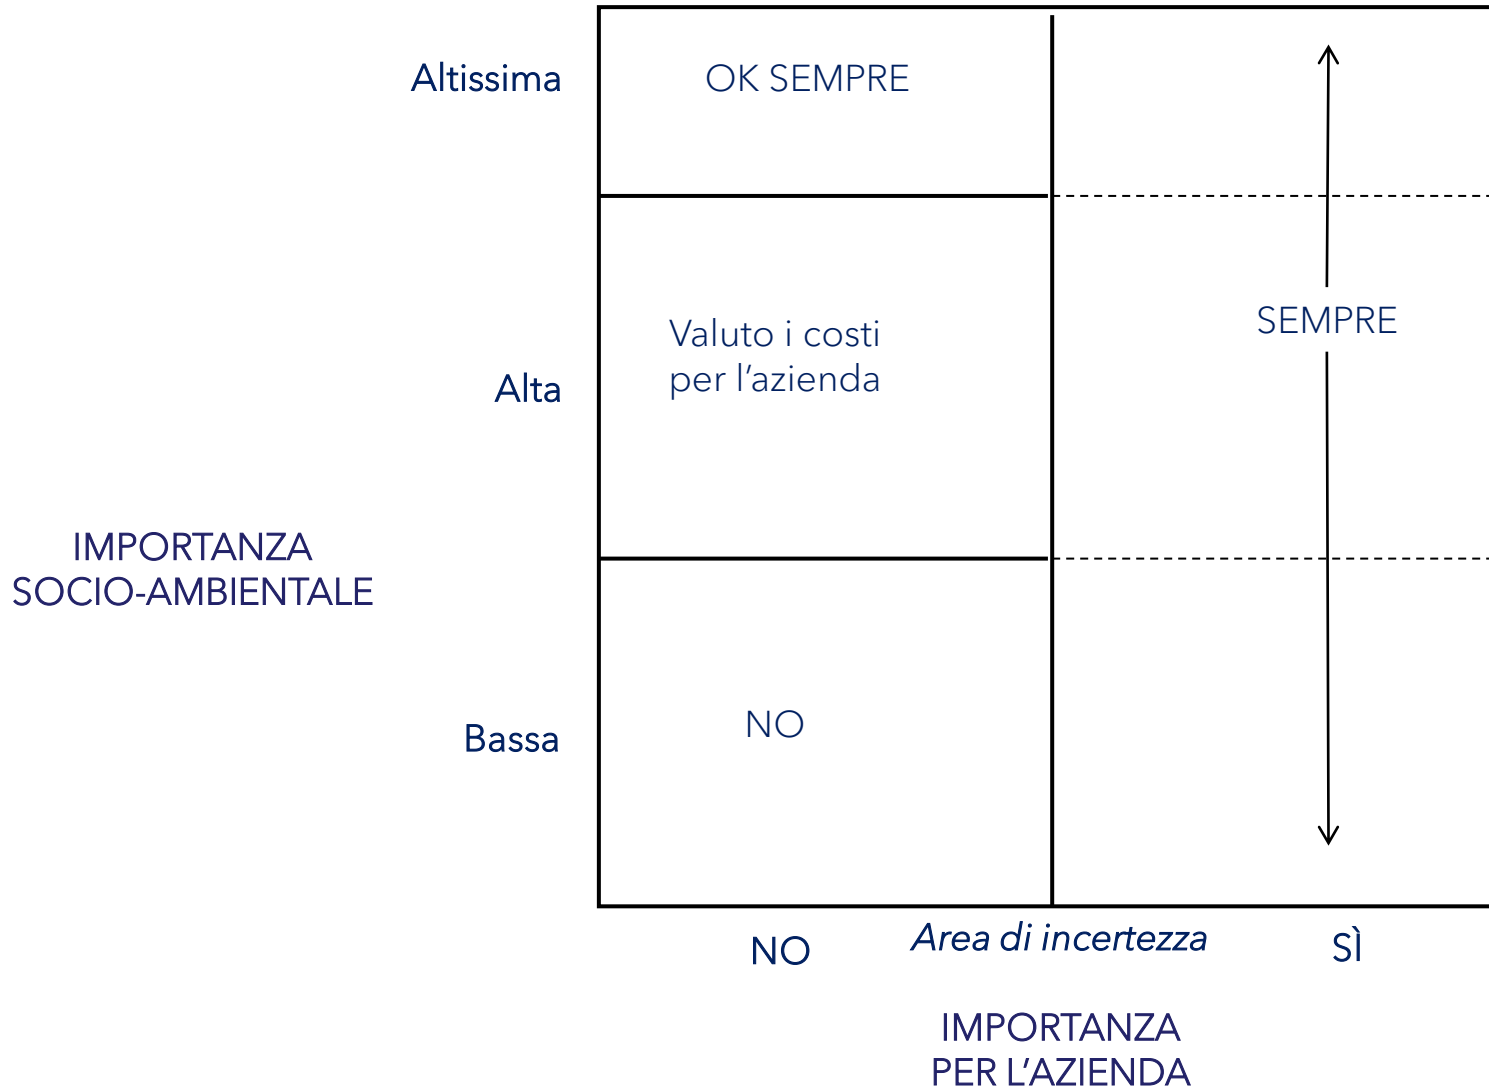 Altissima
OK SEMPRE
SEMPRE
Valuto i costi
per l'azienda
Alta
IMPORTANZA
SOCIO-AMBIENTALE
NO
Bassa
NO
Area di incertezza
SÌ
IMPORTANZA
PER L'AZIENDA